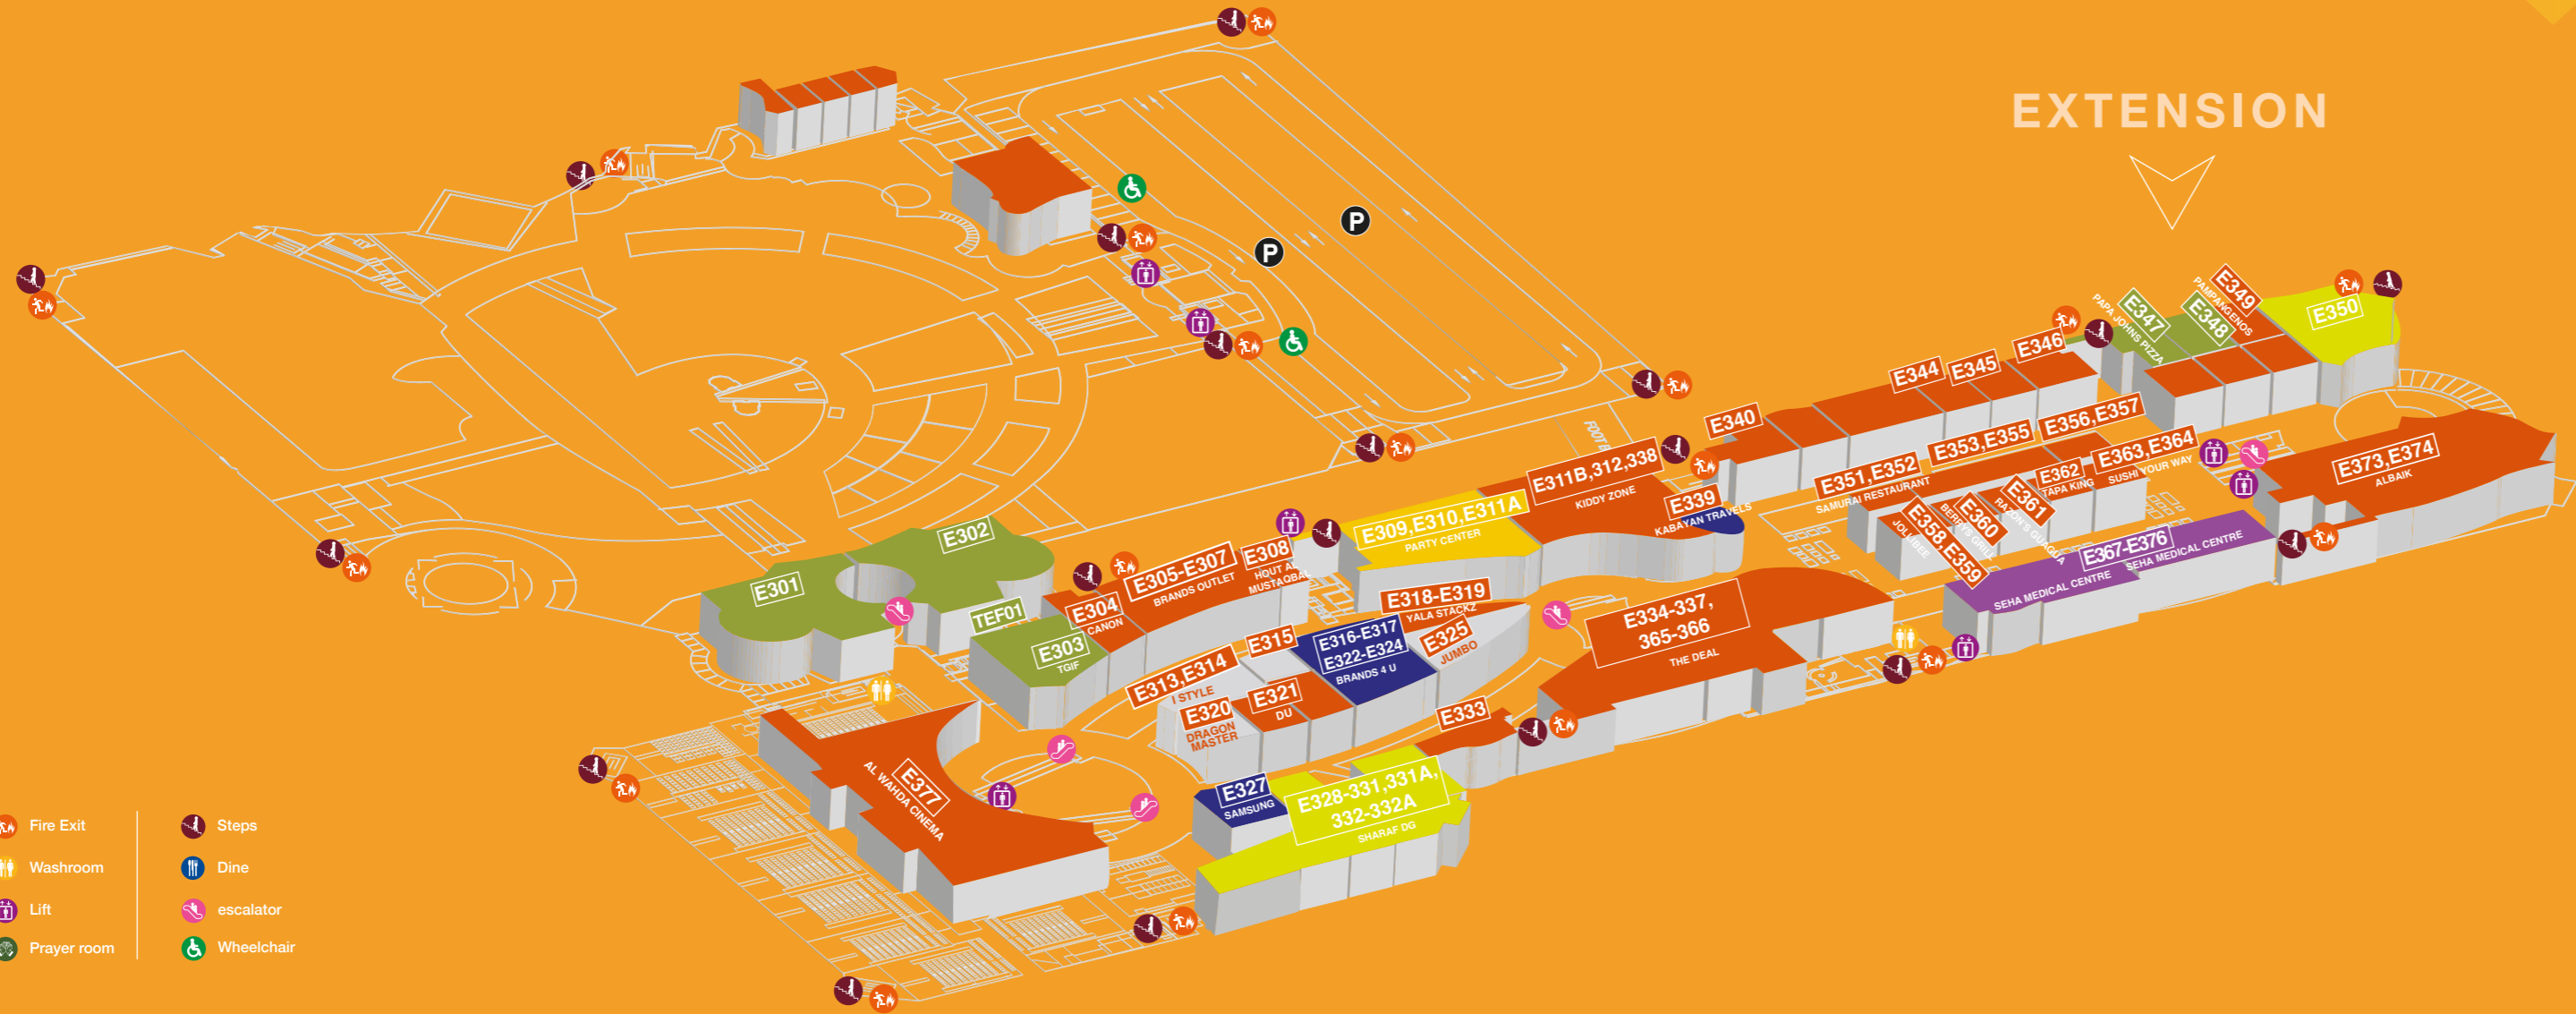 EXTENSION
P
P
E349
PAMPANGENOS
E347
PAPA JOHNS PIZZA
E348
E350
E346
E345
E344
E340
E356,E357
E353,E355
E363,E364
SUSHI YOUR WAY
E351,E352
SAMURAI RESTAURANT
E362
TAPA KING
E361
E360
BERRYS GRILL
E358,E359
JOLLIBEE
E373,E374
ALBAIK
E367-E376
SEHA MEDICAL CENTRE
SEHA MEDICAL CENTRE
E311B,312,338
KIDDY ZONE
E339
KABAYAN TRAVELS
E309,E310,E311A
PARTY CENTER
E302
E301
E308
HOUT AL
MUSTAQBAL
E305-E307
BRANDS OUTLET
E304
CANON
TEF01
E303
TGIF
E318-E319
YALA STACKZ
E325
JUMBO
E316-E317
E322-E324
BRANDS 4 U
E315
E313,E314
I STYLE
E321
DU
E320
DRAGON
MASTER
E334-337,
365-366
THE DEAL
E333
E327
SAMSUNG
E328-331,331A,
332-332A
SHARAF DG
E377
AL WAHDA CINEMA
Fire Exit
Washroom
Lift
Prayer room
Steps
Dine
escalator
Wheelchair